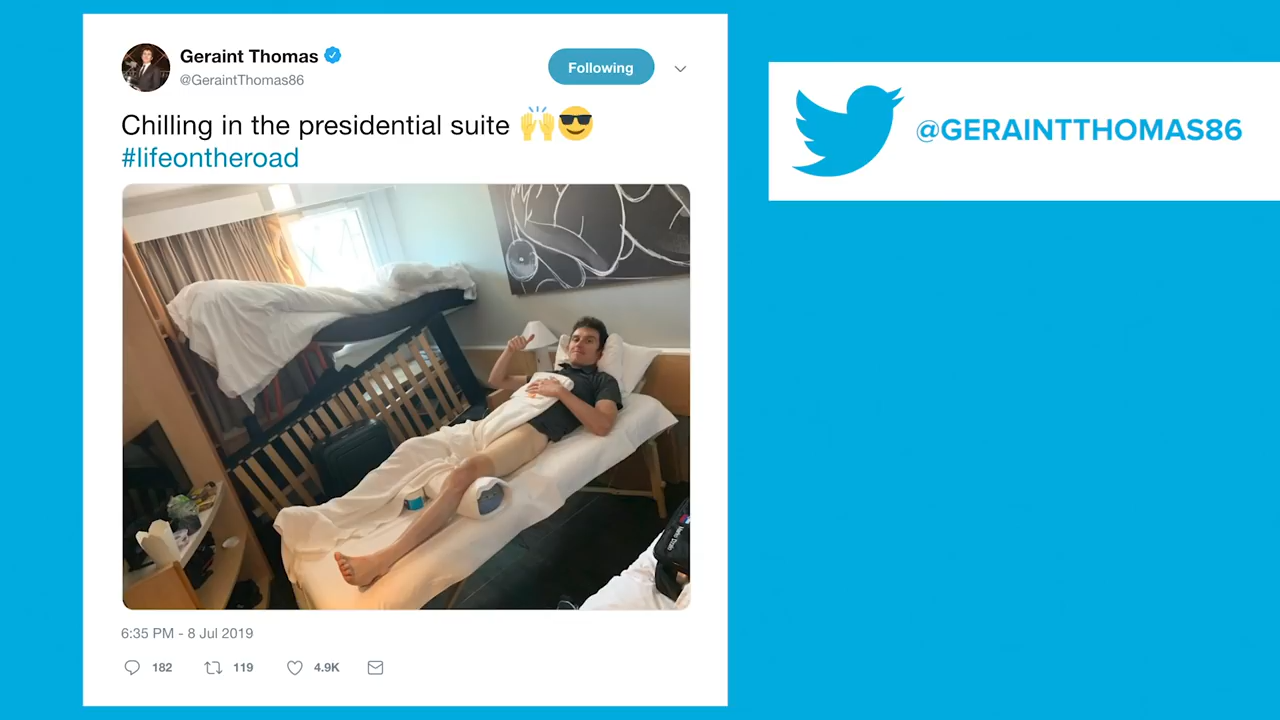 Geraint Thomas
@GeraintThomas86
Following
Chilling in the presidential suite 🙌😎
#lifeontheroad
6:35 PM - 8 Jul 2019
182 119 4.9K
@GERAINTTHOMAS86